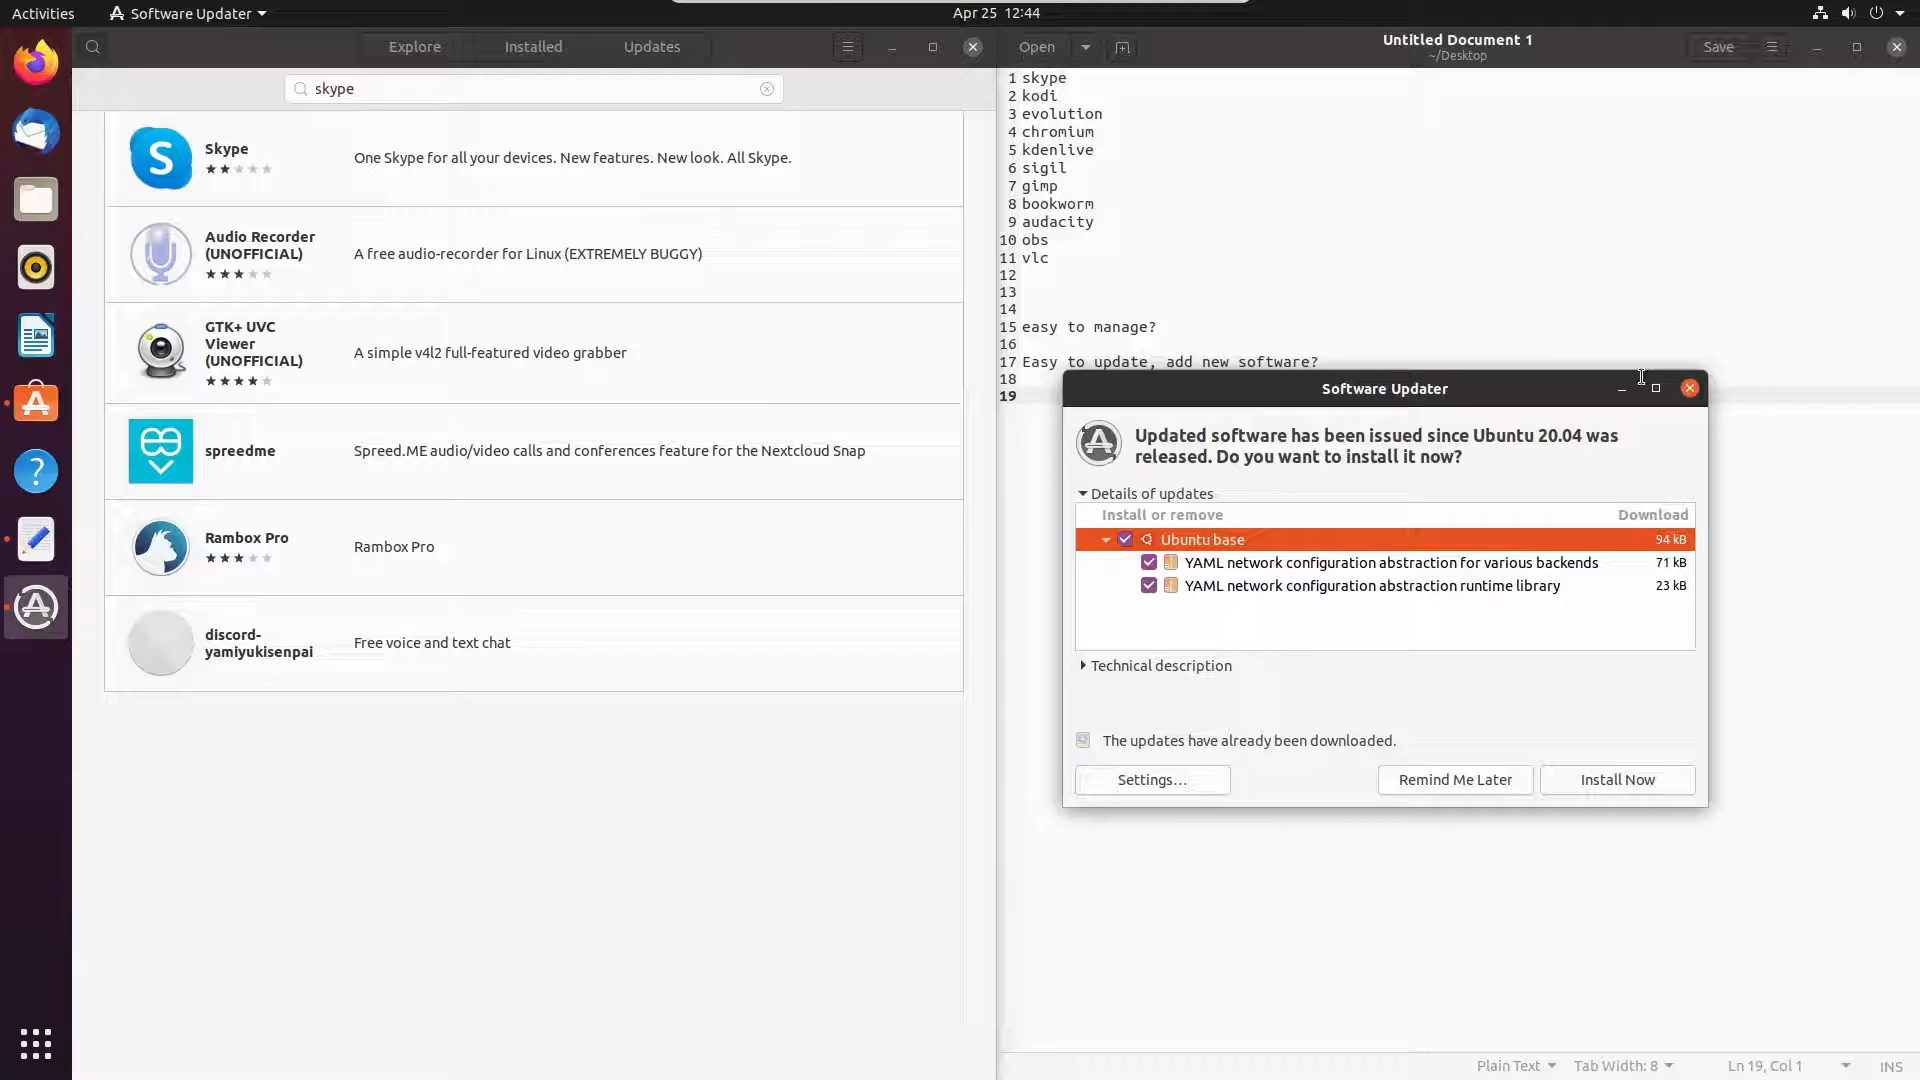 Activities
Software Updater
Apr 25 12:44
Explore
Installed
Updates
skype
Skype
One Skype for all your devices. New features. New look. All Skype.
Audio Recorder
(UNOFFICIAL)
A free audio-recorder for Linux (EXTREMELY BUGGY)
GTK+ UVC
Viewer
(UNOFFICIAL)
A simple v4l2 full-featured video grabber
spreedme
Spreed.ME audio/video calls and conferences feature for the Nextcloud Snap
Rambox Pro
Rambox Pro
discord-
yamiyukisenpai
Free voice and text chat
Open
Untitled Document 1
~/Desktop
Save
1 skype
2 kodi
3 evolution
4 chromium
5 kdenlive
6 sigil
7 gimp
8 bookworm
9 audacity
10 obs
11 vlc
12
13
14
15 easy to manage?
16
17 Easy to update, add new software?
18
19
Software Updater
Updated software has been issued since Ubuntu 20.04 was
released. Do you want to install it now?
Details of updates
Install or remove Download
Ubuntu base 94 kB
YAML network configuration abstraction for various backends 71 kB
YAML network configuration abstraction runtime library 23 kB
Technical description
The updates have already been downloaded.
Settings…
Remind Me Later
Install Now
Plain Text
Tab Width: 8
Ln 19, Col 1
INS